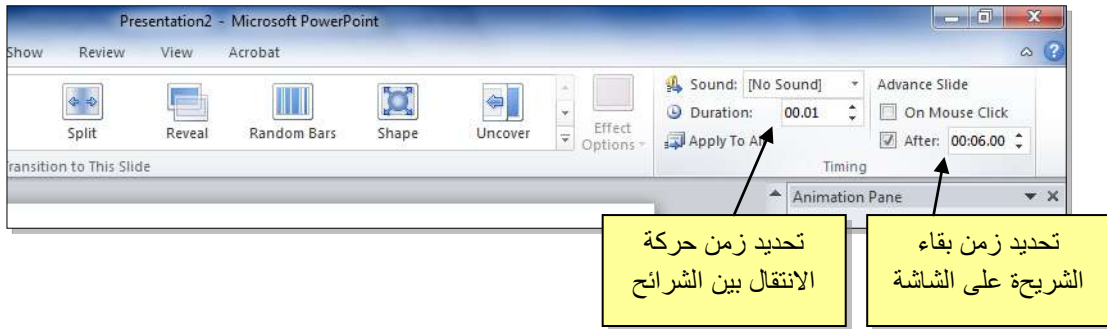 Presentation2 - Microsoft PowerPoint
Show Review View Acrobat
Split Reveal Random Bars Shape Uncover Effect Options
Sound: [No Sound] Advance Slide
Duration: 00.01 On Mouse Click
Apply To After: 00:06.00
Transition to This Slide Timing
Animation Pane
تحديد زمن حركة
الانتقال بين الشرائح
تحديد زمن بقاء
الشريحة على الشاشة